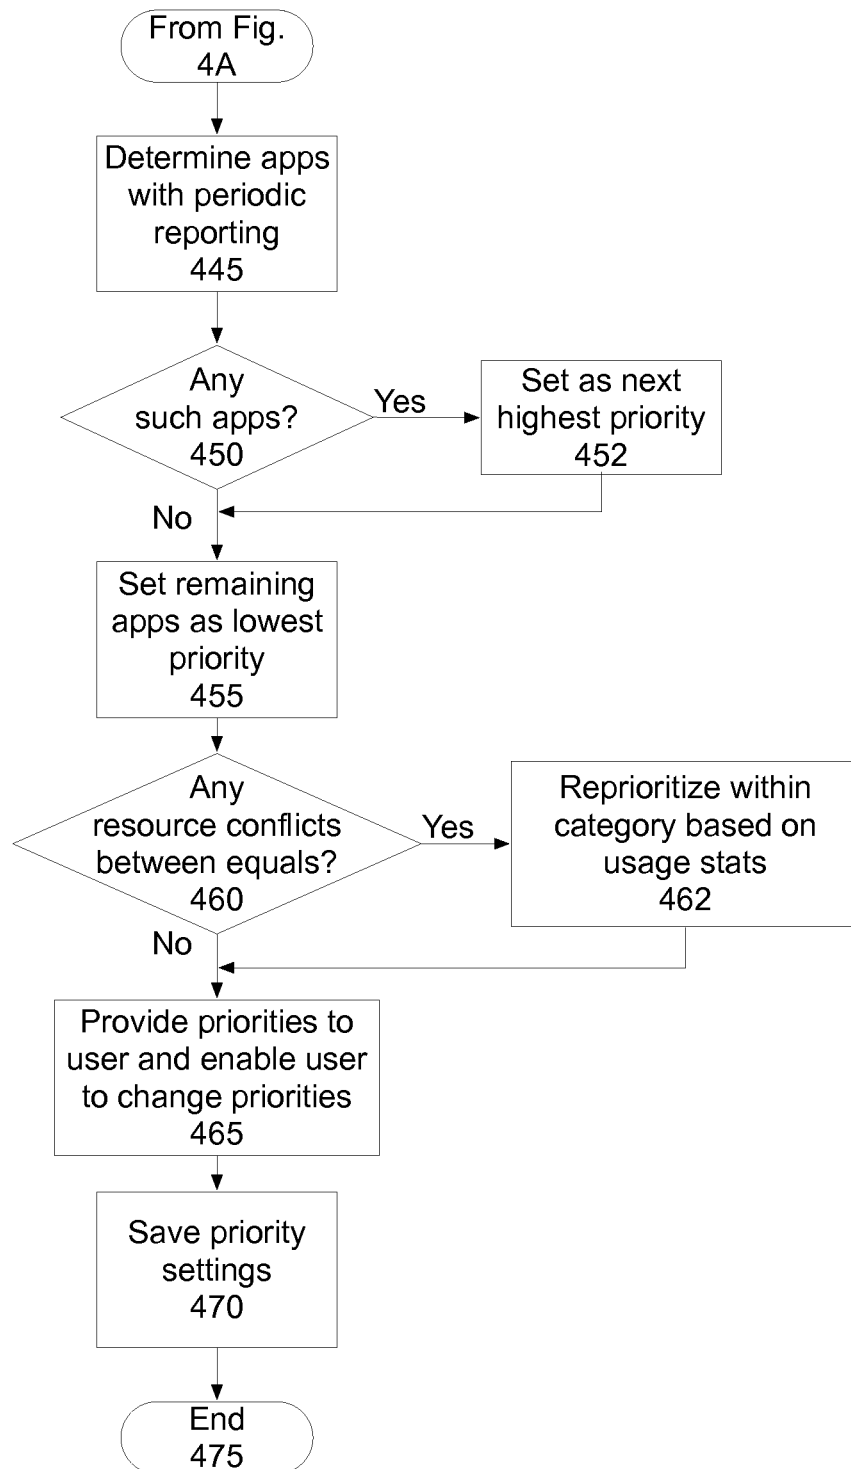 From Fig.
4A
Determine apps
with periodic
reporting
445
Any
such apps?
450
Yes
Set as next
highest priority
452
No
Set remaining
apps as lowest
priority
455
Any
resource conflicts
between equals?
460
Yes
Reprioritize within
category based on
usage stats
462
No
Provide priorities to
user and enable user
to change priorities
465
Save priority
settings
470
End
475